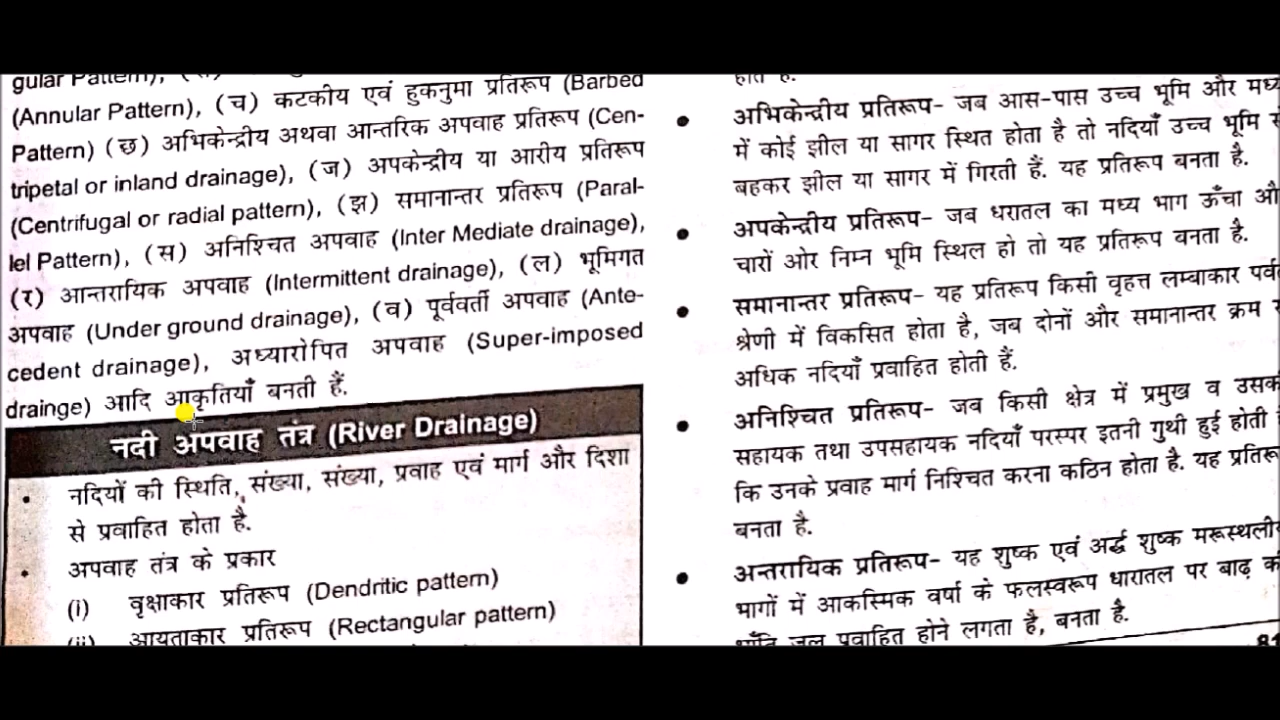 gular Pattern),
(Annular Pattern), (च) कटकीय एवं हुकनुमा प्रतिरूप (Barbed
Pattern) (छ) अभिकेन्द्रीय अथवा आन्तरिक अपवाह प्रतिरूप (Cen-
tripetal or inland drainage), (ज) अपकेन्द्रीय या आरीय प्रतिरूप
(Centrifugal or radial pattern), (झ) समानान्तर प्रतिरूप (Paral-
lel Pattern), (स) अनिश्चित अपवाह (Inter Mediate drainage),
(र) आन्तरायिक अपवाह (Intermittent drainage), (ल) भूमिगत
अपवाह (Under ground drainage), (व) पूर्ववर्ती अपवाह (Ante-
cedent drainage), अध्यारोपित अपवाह (Super-imposed
drainge) आदि आकृतियाँ बनती हैं.
नदी अपवाह तंत्र (River Drainage)
• नदियों की स्थिति, संख्या, संख्या, प्रवाह एवं मार्ग और दिशा
से प्रवाहित होता है.
• अपवाह तंत्र के प्रकार
(i) वृक्षाकार प्रतिरूप (Dendritic pattern)
(ii) आयताकार प्रतिरूप (Rectangular pattern)
होते हैं.
• अभिकेन्द्रीय प्रतिरूप- जब आस-पास उच्च भूमि और मध्य
में कोई झील या सागर स्थित होता है तो नदियाँ उच्च भूमि
बहकर झील या सागर में गिरती हैं. यह प्रतिरूप बनता है.
• अपकेन्द्रीय प्रतिरूप- जब धरातल का मध्य भाग ऊँचा औ
चारों ओर निम्न भूमि स्थिल हो तो यह प्रतिरूप बनता है.
• समानान्तर प्रतिरूप- यह प्रतिरूप किसी वृहत्त लम्बाकार पर्व
श्रेणी में विकसित होता है, जब दोनों और समानान्तर क्रम
अधिक नदियाँ प्रवाहित होती हैं.
• अनिश्चित प्रतिरूप- जब किसी क्षेत्र में प्रमुख व उसक
सहायक तथा उपसहायक नदियाँ परस्पर इतनी गुथी हुई होती
कि उनके प्रवाह मार्ग निश्चित करना कठिन होता है. यह प्रतिरू
बनता है.
• अन्तरायिक प्रतिरूप- यह शुष्क एवं अर्द्ध शुष्क मरूस्थली
भागों में आकस्मिक वर्षा के फलस्वरूप धारातल पर बाढ़ क
भाँति जल प्रवाहित होने लगता है, बनता है.